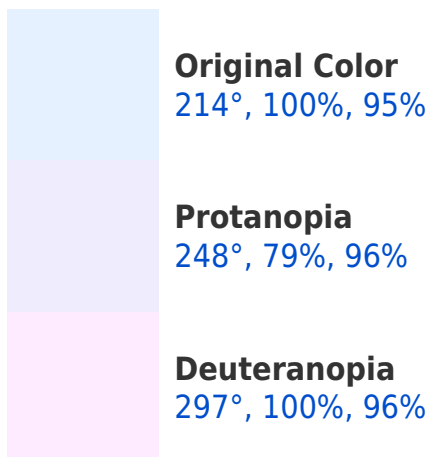 Original Color
214°, 100%, 95%
Protanopia
248°, 79%, 96%
Deuteranopia
297°, 100%, 96%